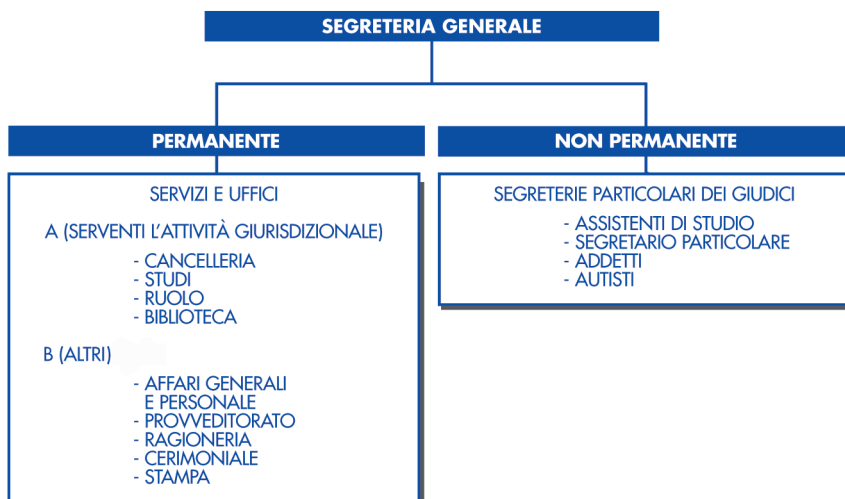 SEGRETERIA GENERALE
PERMANENTE
SERVIZI E UFFICI
A (SERVENTI L'ATTIVITÀ GIURISDIZIONALE)
- CANCELLERIA
- STUDI
- RUOLO
- BIBLIOTECA
B (ALTRI)
- AFFARI GENERALI
E PERSONALE
- PROVVEDITORATO
- RAGIONERIA
- CERIMONIALE
- STAMPA
NON PERMANENTE
SEGRETERIE PARTICOLARI DEI GIUDICI
- ASSISTENTI DI STUDIO
- SEGRETARIO PARTICOLARE
- ADDETTI
- AUTISTI